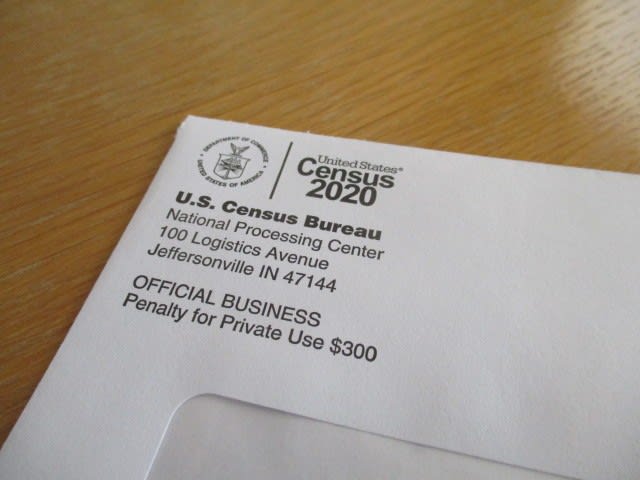 DEPARTMENT OF COMMERCE
UNITED STATES OF AMERICA
United States®
Census
2020
U.S. Census Bureau
National Processing Center
100 Logistics Avenue
Jeffersonville IN 47144
OFFICIAL BUSINESS
Penalty for Private Use $300